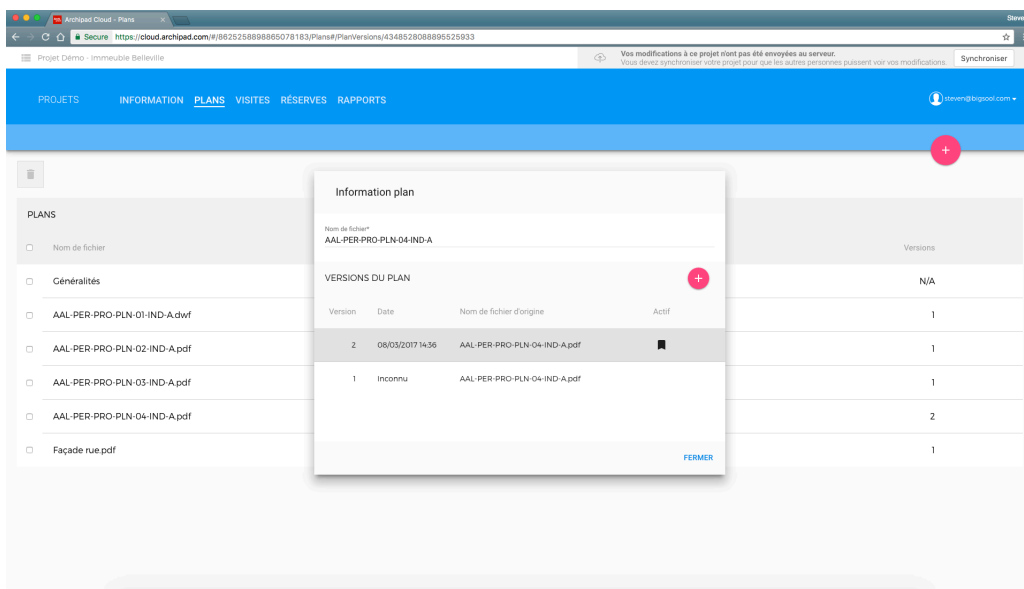 Archipad Cloud - Plans
Steve
Secure https://cloud.archipad.com/#/8625258898865078183/Plans#/PlanVersions/4348528088895525933
Projet Démo - Immeuble Belleville
Vos modifications à ce projet n'ont pas été envoyées au serveur.
Vous devez synchroniser votre projet pour que les autres personnes puissent voir vos modifications.
Synchroniser
PROJETS INFORMATION PLANS VISITES RÉSERVES RAPPORTS
steven@bigsool.com
Information plan
PLANS
Nom de fichier*
AAL-PER-PRO-PLN-04-IND-A
Nom de fichier
Versions
VERSIONS DU PLAN
Généralités
N/A
Version Date Nom de fichier d'origine Actif
AAL-PER-PRO-PLN-01-IND-A.dwf
1
2 08/03/2017 14:36 AAL-PER-PRO-PLN-04-IND-A.pdf
AAL-PER-PRO-PLN-02-IND-A.pdf
1
1 Inconnu AAL-PER-PRO-PLN-04-IND-A.pdf
AAL-PER-PRO-PLN-03-IND-A.pdf
1
AAL-PER-PRO-PLN-04-IND-A.pdf
2
Façade rue.pdf
1
FERMER